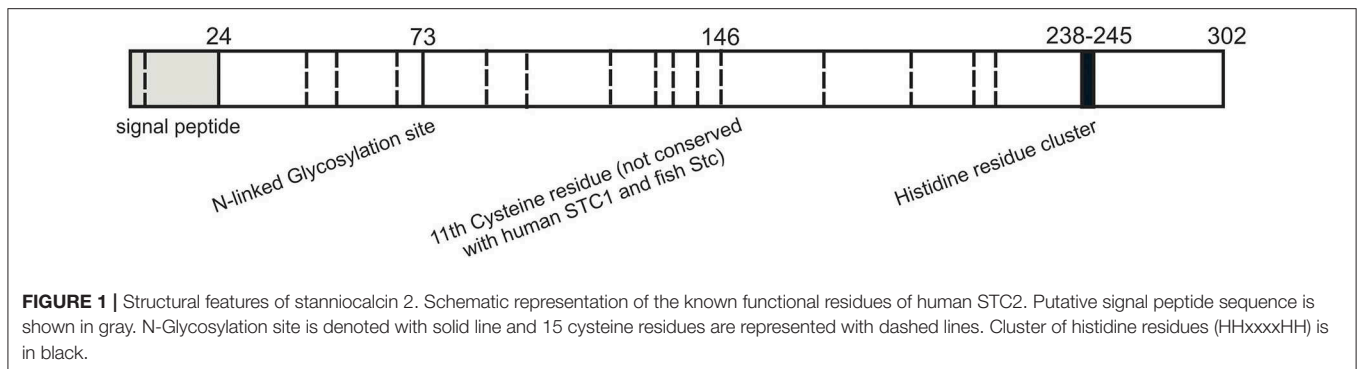 24 73 146 238-245 302
signal peptide
N-linked Glycosylation site
11th Cysteine residue (not conserved
with human STC1 and fish Stc)
Histidine residue cluster
FIGURE 1 | Structural features of stanniocalcin 2. Schematic representation of the known functional residues of human STC2. Putative signal peptide sequence is
shown in gray. N-Glycosylation site is denoted with solid line and 15 cysteine residues are represented with dashed lines. Cluster of histidine residues (HHxxxxHH) is
in black.